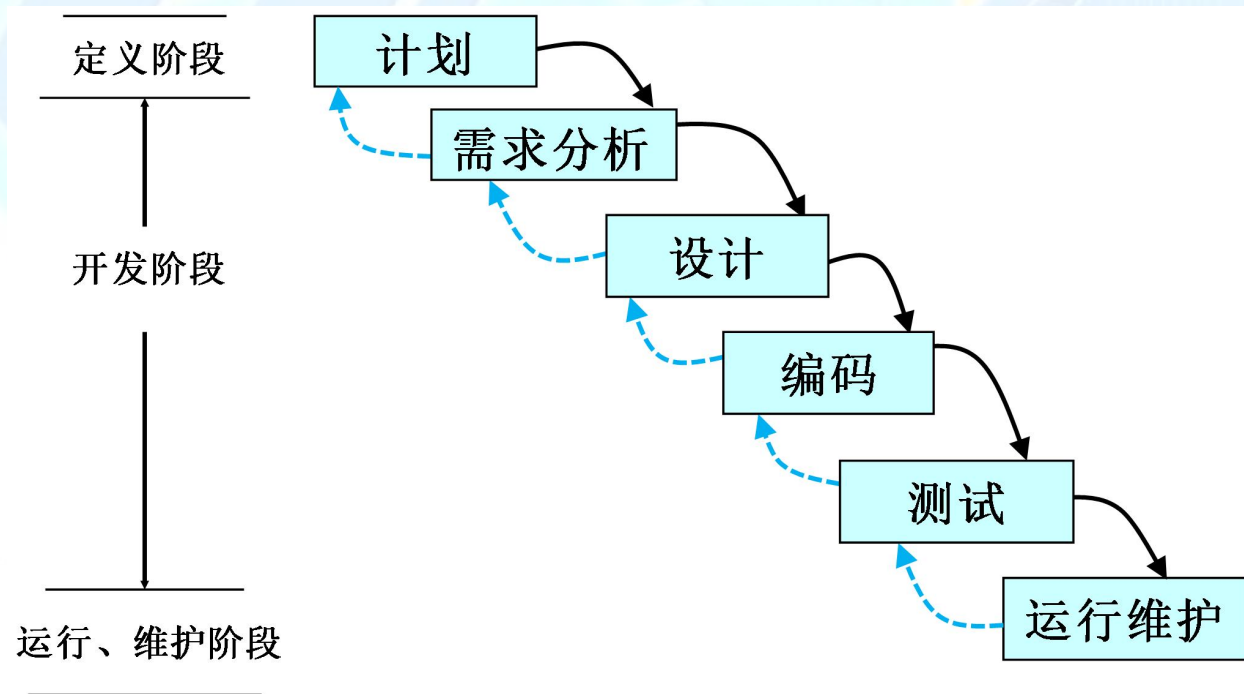 定义阶段
计划
需求分析
设计
开发阶段
编码
测试
运行维护
运行、维护阶段